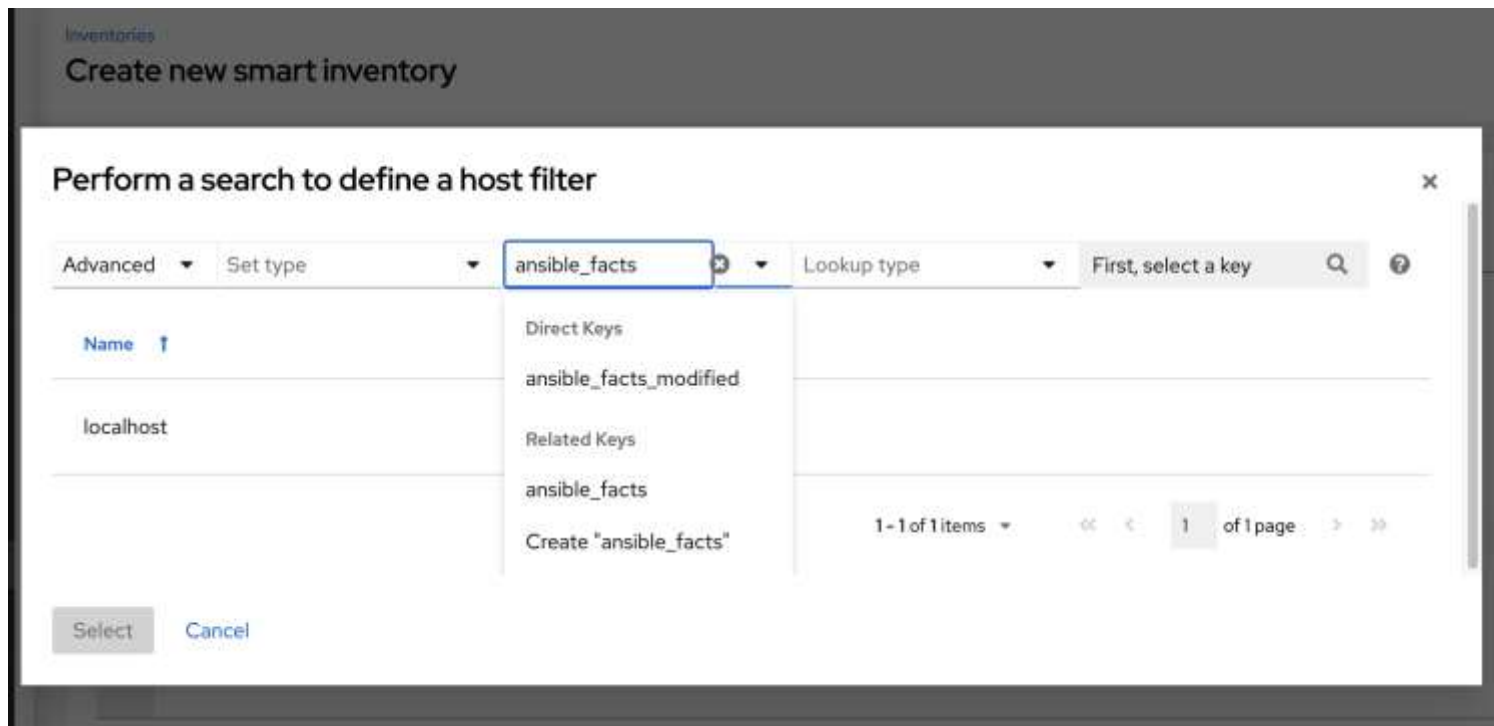 Inventories
Create new smart inventory
Perform a search to define a host filter
Advanced Set type ansible_facts Lookup type First, select a key
Direct Keys
Name
ansible_facts_modified
localhost
Related Keys
ansible_facts
1-1 of 1 items 1 of 1 page
Create "ansible_facts"
Select Cancel